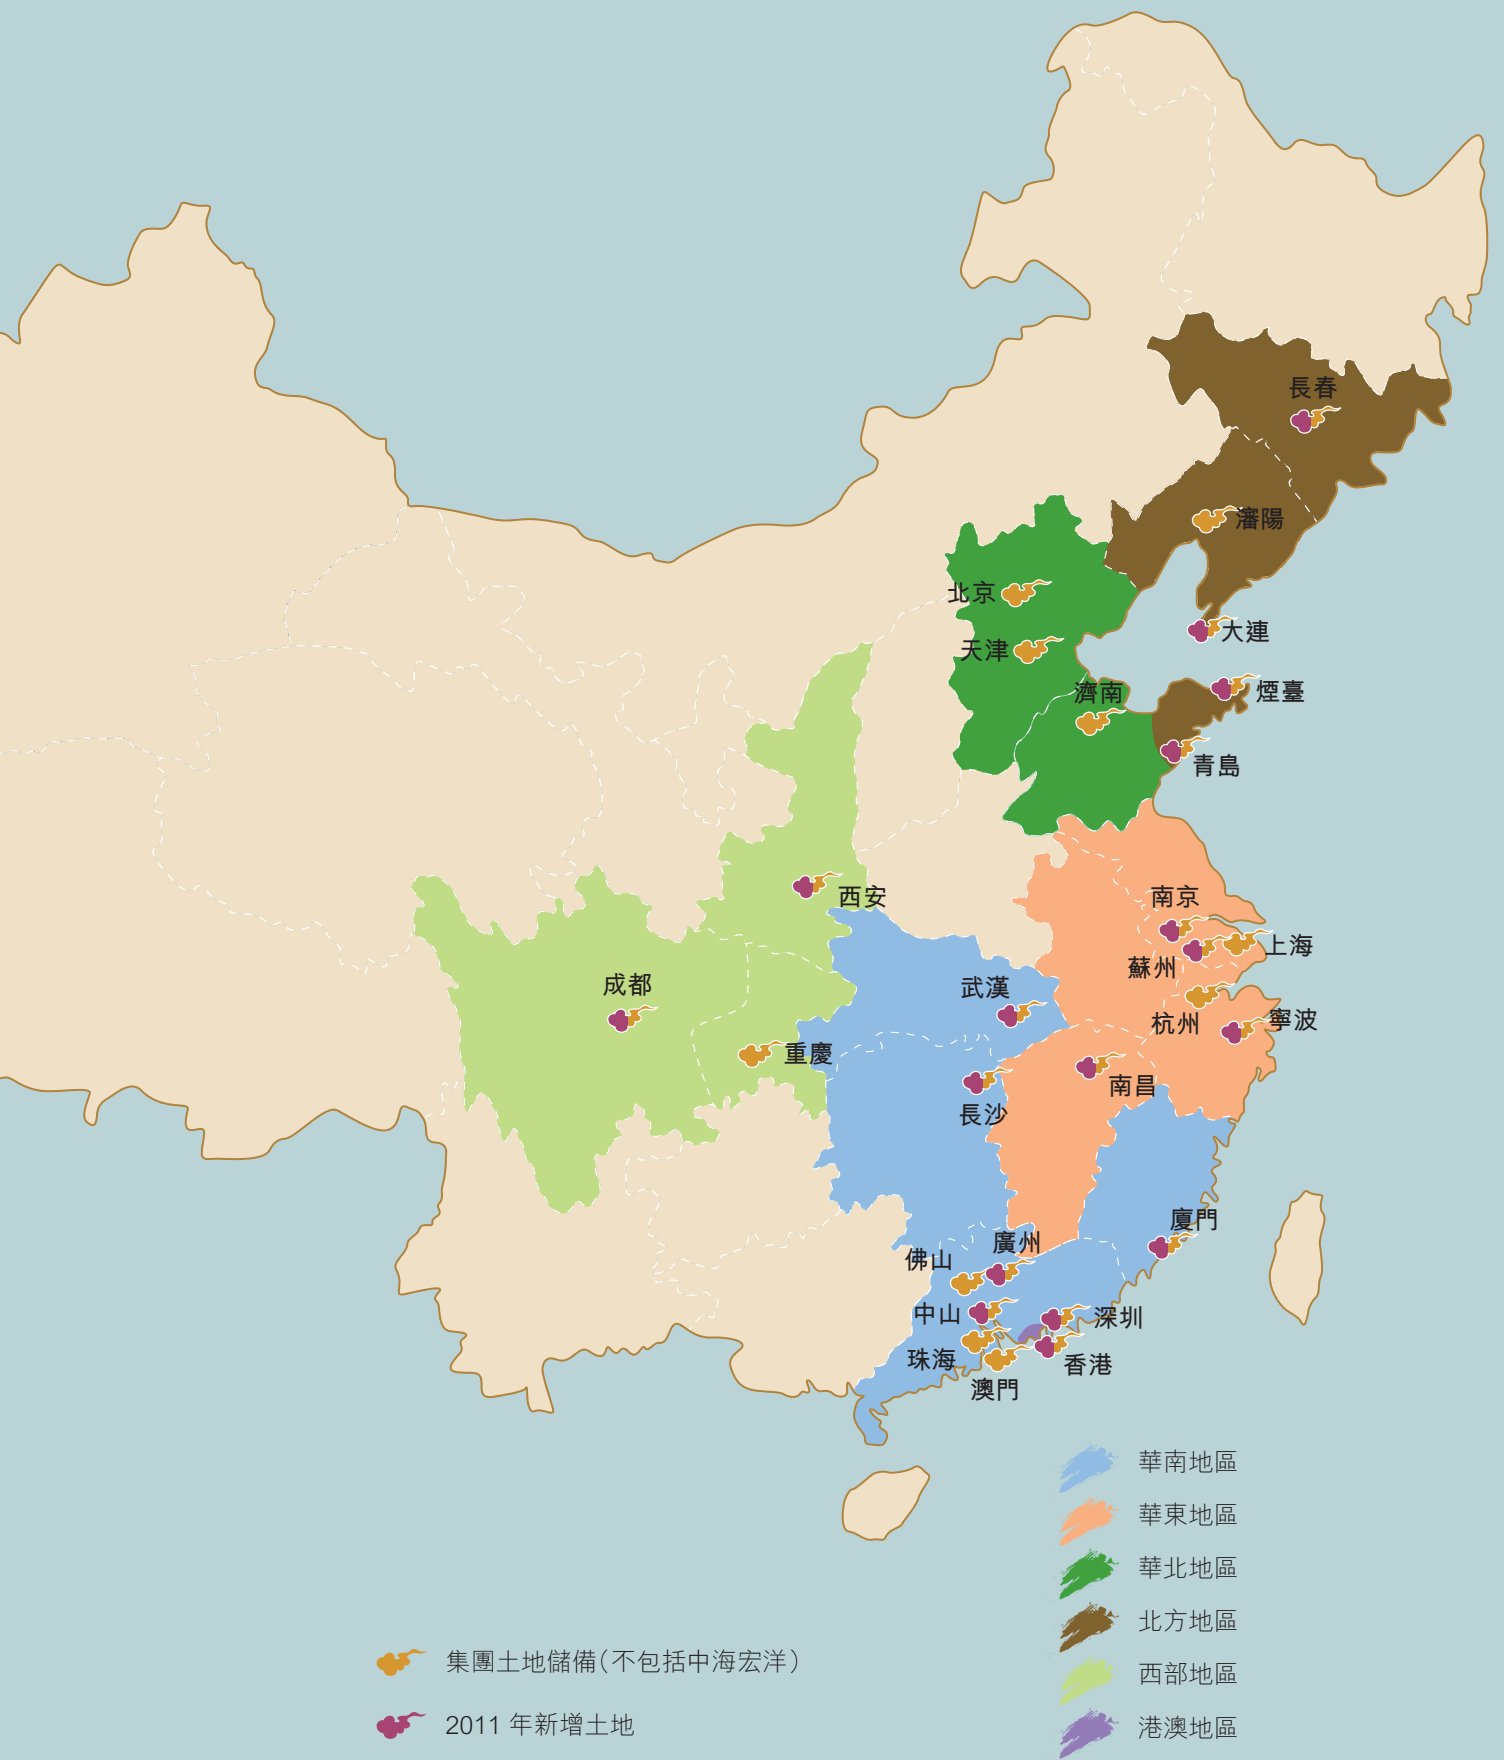 長春
瀋陽
北京
大連
天津
濟南
煙臺
青島
西安
南京
上海
蘇州
成都
武漢
杭州
寧波
重慶
南昌
長沙
廈門
廣州
佛山
中山
深圳
珠海
香港
澳門
華南地區
華東地區
華北地區
北方地區
西部地區
港澳地區
集團土地儲備(不包括中海宏洋)
2011 年新增土地